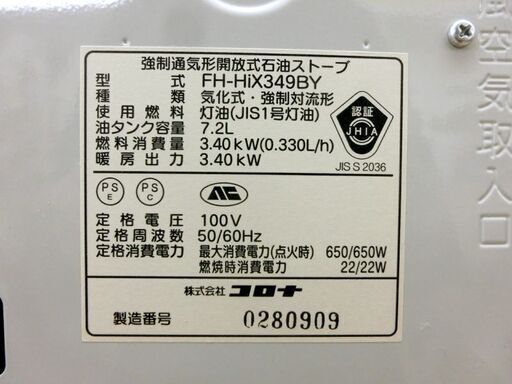 強制通気形開放式石油ストーブ
型式 FH-HiX349BY
種類 気化式・強制対流形
使用燃料 灯油(JIS1号灯油)
油タンク容量 7.2L
燃料消費量 3.40kW(0.330L/h)
暖房出力 3.40kW
認証
JHIA
JIS S 2036
PS E
PS C
定格電圧 100V
定格周波数 50/60Hz
定格消費電力 最大消費電力(点火時) 650/650W
燃焼時消費電力 22/22W
株式会社 コロナ
製造番号 0280909
空気取入口